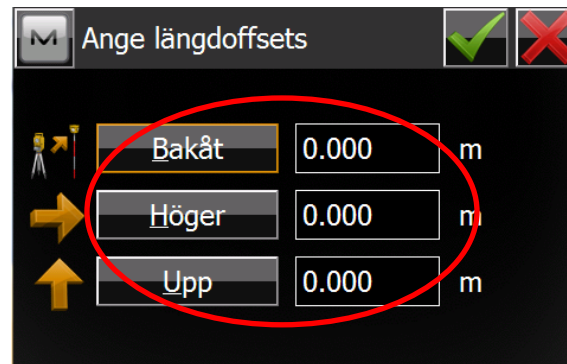 M Ange längdoffsets
Bakåt 0.000 m
Höger 0.000 m
Upp 0.000 m